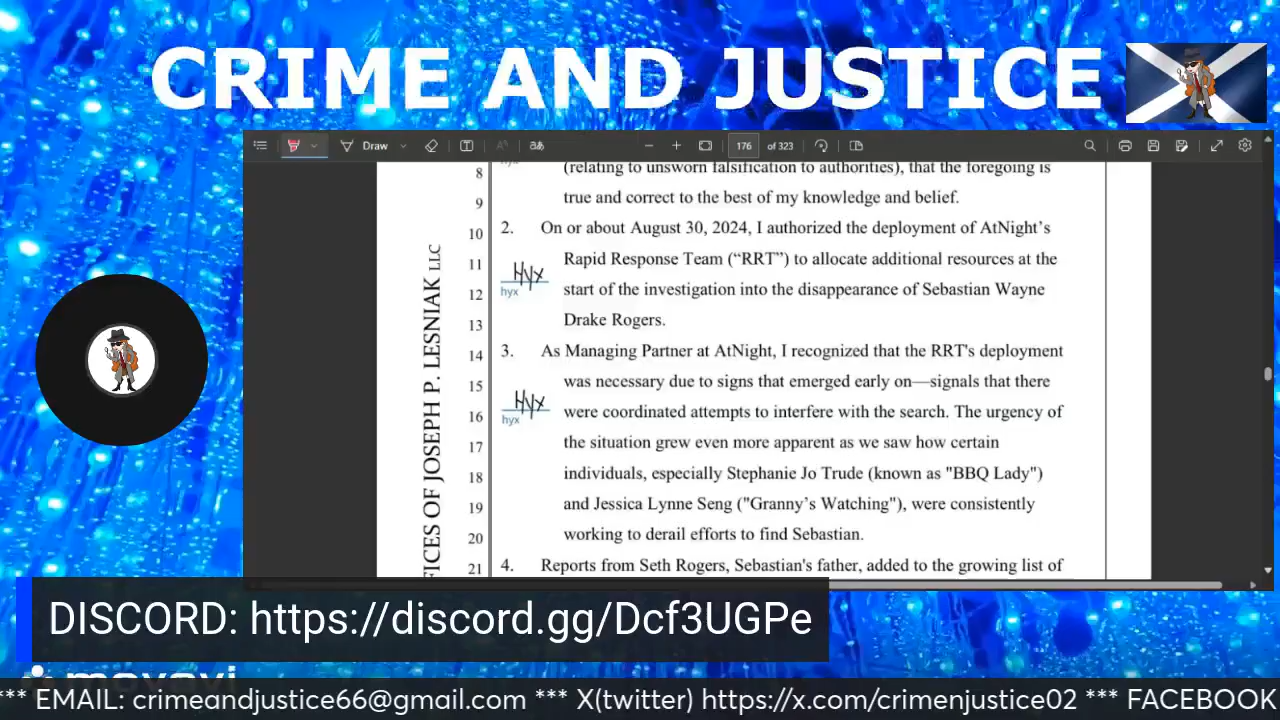 CRIME AND JUSTICE
Draw
176 of 323
8 (relating to unsworn falsification to authorities), that the foregoing is
9 true and correct to the best of my knowledge and belief.
10 2. On or about August 30, 2024, I authorized the deployment of AtNight’s
11 Rapid Response Team (“RRT”) to allocate additional resources at the
Hyx
hyx
12 start of the investigation into the disappearance of Sebastian Wayne
13 Drake Rogers.
14 3. As Managing Partner at AtNight, I recognized that the RRT's deployment
15 was necessary due to signs that emerged early on—signals that there
Hyx
hyx
16 were coordinated attempts to interfere with the search. The urgency of
17 the situation grew even more apparent as we saw how certain
18 individuals, especially Stephanie Jo Trude (known as "BBQ Lady")
19 and Jessica Lynne Seng ("Granny’s Watching"), were consistently
20 working to derail efforts to find Sebastian.
21 4. Reports from Seth Rogers, Sebastian's father, added to the growing list of
FICES OF JOSEPH P. LESNIAK LLC
DISCORD: https://discord.gg/Dcf3UGPe
movavi
*** EMAIL: crimeandjustice66@gmail.com *** X(twitter) https://x.com/crimenjustice02 *** FACEBOOK